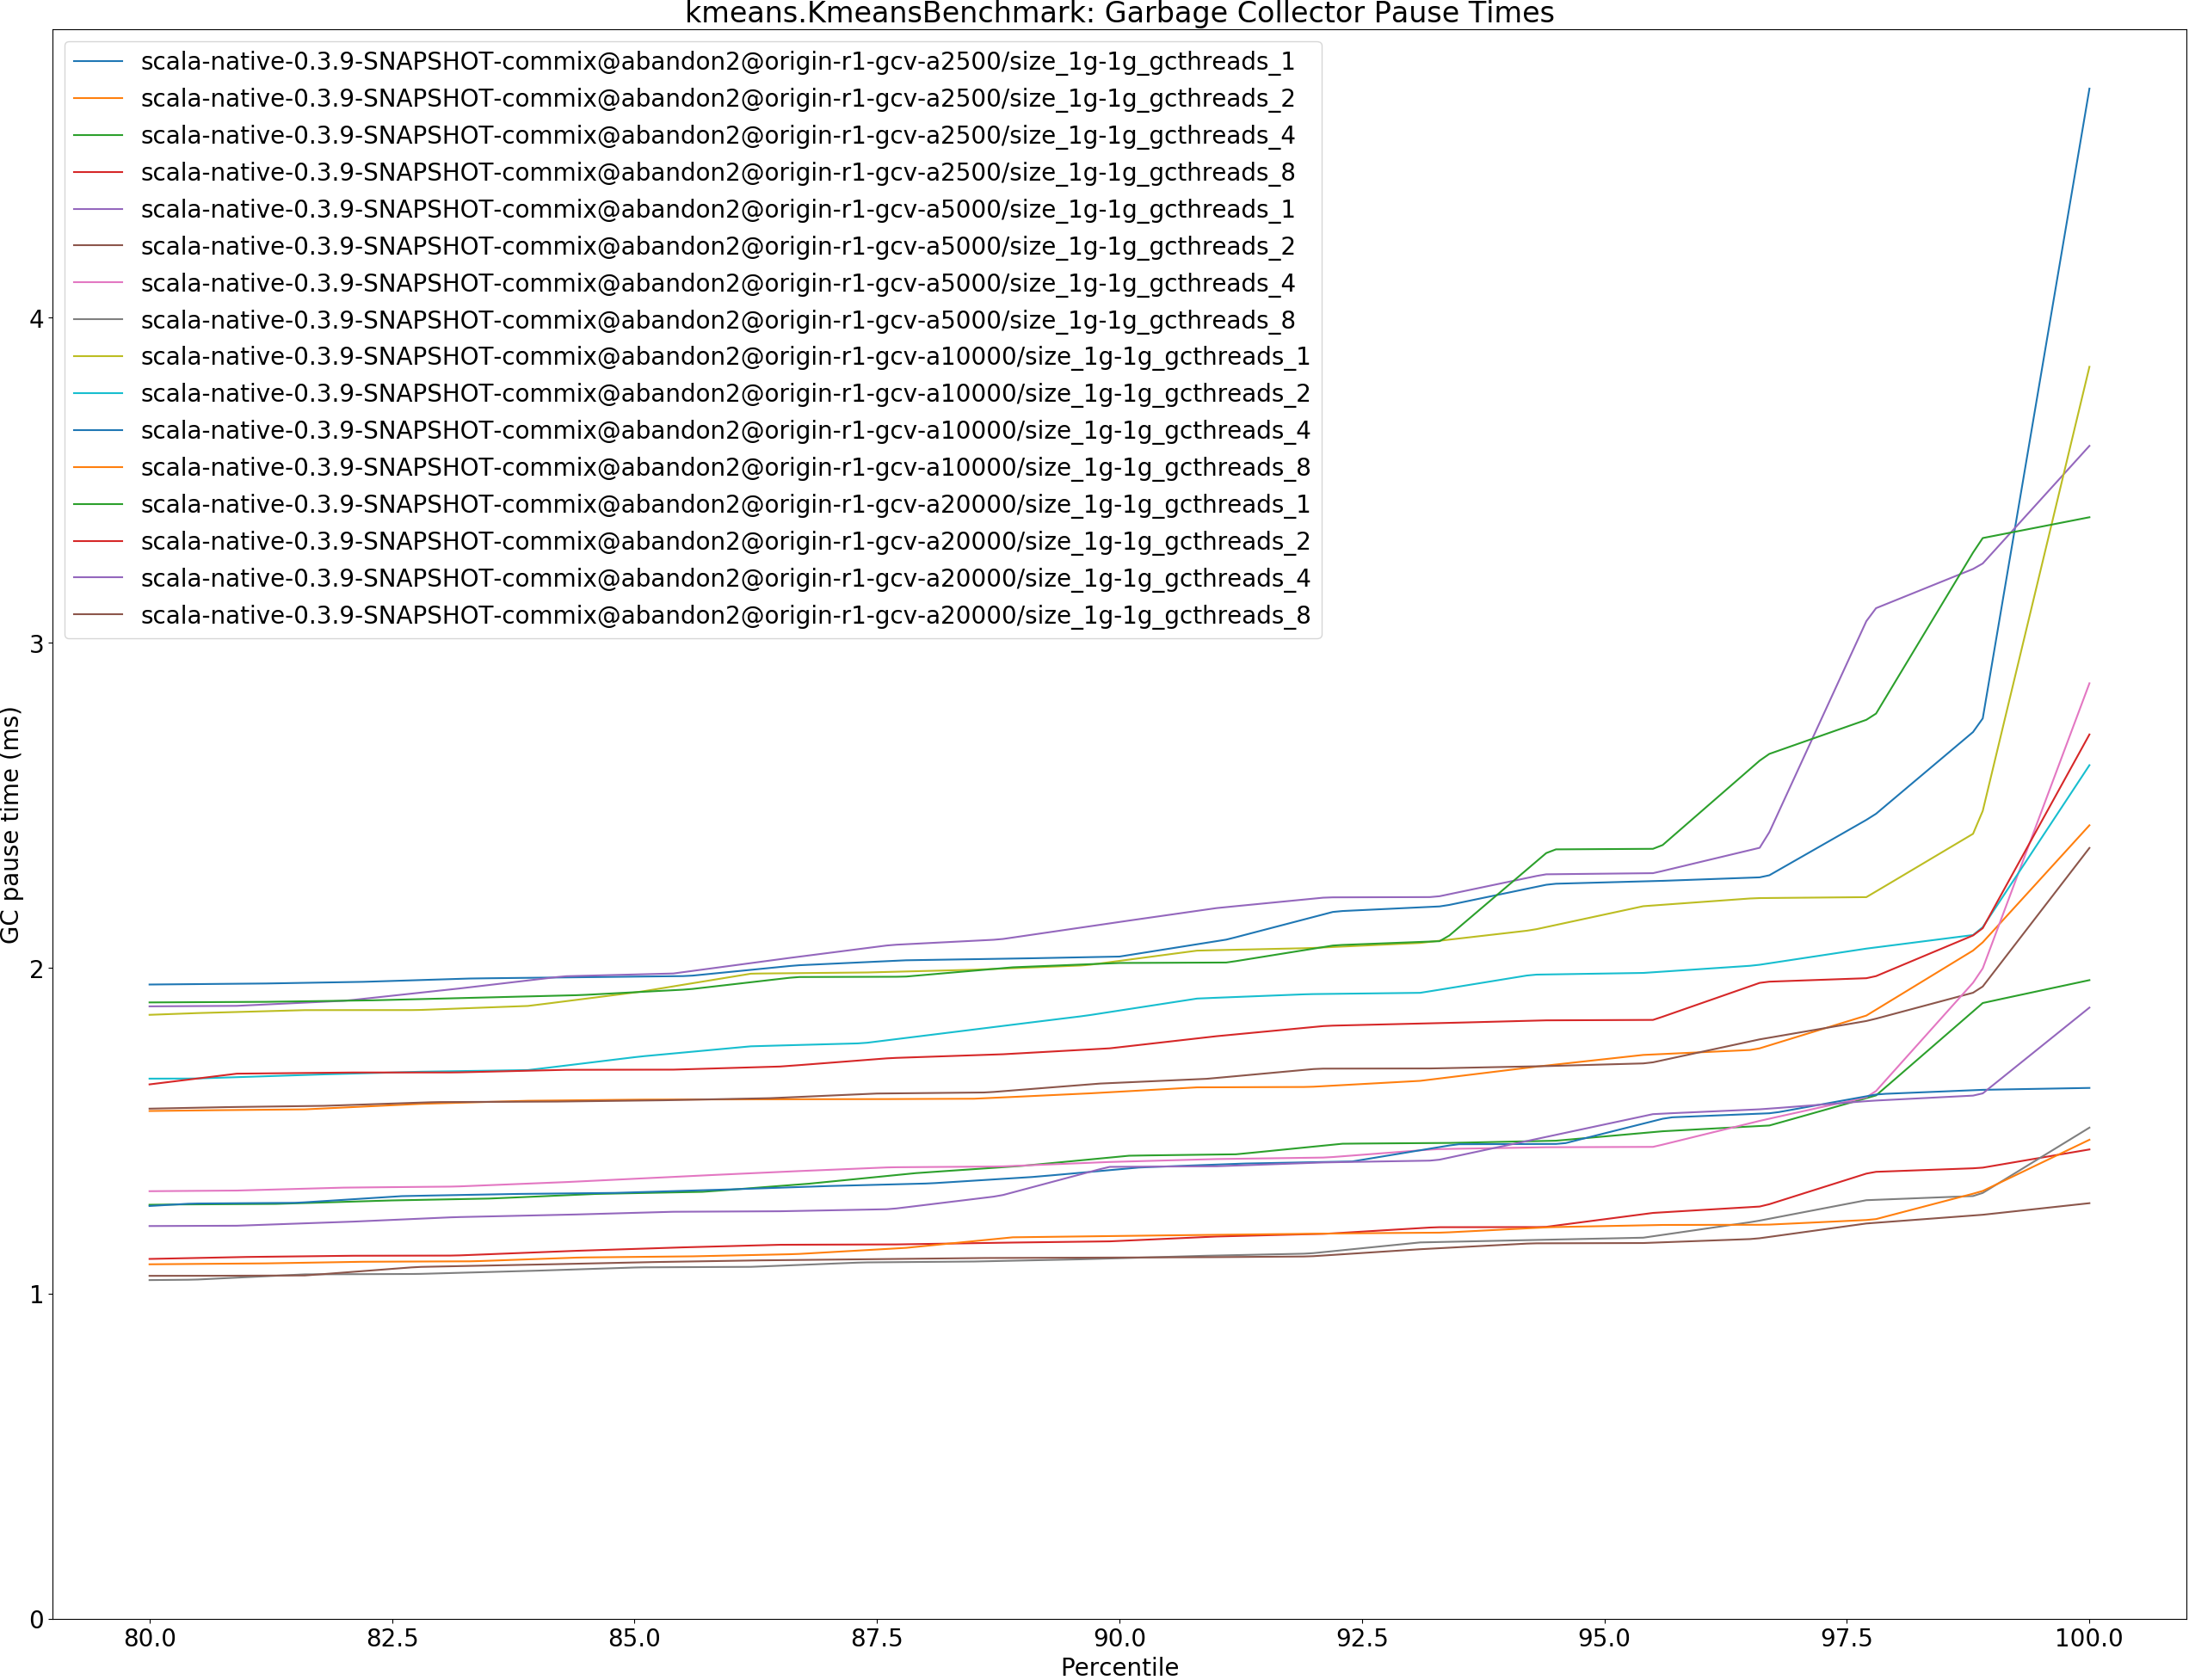 kmeans.KmeansBenchmark: Garbage Collector Pause Times
scala-native-0.3.9-SNAPSHOT-commix@abandon2@origin-r1-gcv-a2500/size_1g-1g_gcthreads_1
scala-native-0.3.9-SNAPSHOT-commix@abandon2@origin-r1-gcv-a2500/size_1g-1g_gcthreads_2
scala-native-0.3.9-SNAPSHOT-commix@abandon2@origin-r1-gcv-a2500/size_1g-1g_gcthreads_4
scala-native-0.3.9-SNAPSHOT-commix@abandon2@origin-r1-gcv-a2500/size_1g-1g_gcthreads_8
scala-native-0.3.9-SNAPSHOT-commix@abandon2@origin-r1-gcv-a5000/size_1g-1g_gcthreads_1
scala-native-0.3.9-SNAPSHOT-commix@abandon2@origin-r1-gcv-a5000/size_1g-1g_gcthreads_2
scala-native-0.3.9-SNAPSHOT-commix@abandon2@origin-r1-gcv-a5000/size_1g-1g_gcthreads_4
scala-native-0.3.9-SNAPSHOT-commix@abandon2@origin-r1-gcv-a5000/size_1g-1g_gcthreads_8
scala-native-0.3.9-SNAPSHOT-commix@abandon2@origin-r1-gcv-a10000/size_1g-1g_gcthreads_1
scala-native-0.3.9-SNAPSHOT-commix@abandon2@origin-r1-gcv-a10000/size_1g-1g_gcthreads_2
scala-native-0.3.9-SNAPSHOT-commix@abandon2@origin-r1-gcv-a10000/size_1g-1g_gcthreads_4
scala-native-0.3.9-SNAPSHOT-commix@abandon2@origin-r1-gcv-a10000/size_1g-1g_gcthreads_8
scala-native-0.3.9-SNAPSHOT-commix@abandon2@origin-r1-gcv-a20000/size_1g-1g_gcthreads_1
scala-native-0.3.9-SNAPSHOT-commix@abandon2@origin-r1-gcv-a20000/size_1g-1g_gcthreads_2
scala-native-0.3.9-SNAPSHOT-commix@abandon2@origin-r1-gcv-a20000/size_1g-1g_gcthreads_4
scala-native-0.3.9-SNAPSHOT-commix@abandon2@origin-r1-gcv-a20000/size_1g-1g_gcthreads_8
GC pause time (ms)
4
3
2
1
0
80.0 82.5 85.0 87.5 90.0 92.5 95.0 97.5 100.0
Percentile